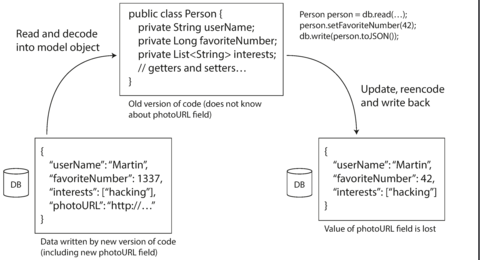 public class Person {
private String userName;
private Long favoriteNumber;
private List<String> interests;
// getters and setters…
}
Person person = db.read(…);
person.setFavoriteNumber(42);
db.write(person.toJSON());
Read and decode
into model object
Old version of code (does not know
about photoURL field)
Update, reencode
and write back
DB
{
“userName”: “Martin”,
“favoriteNumber”: 1337,
“interests”: [“hacking”],
“photoURL”: “http://…”
}
Data written by new version of code
(including new photoURL field)
DB
{
“userName”: “Martin”,
“favoriteNumber”: 42,
“interests”: [“hacking”]
}
Value of photoURL field is lost